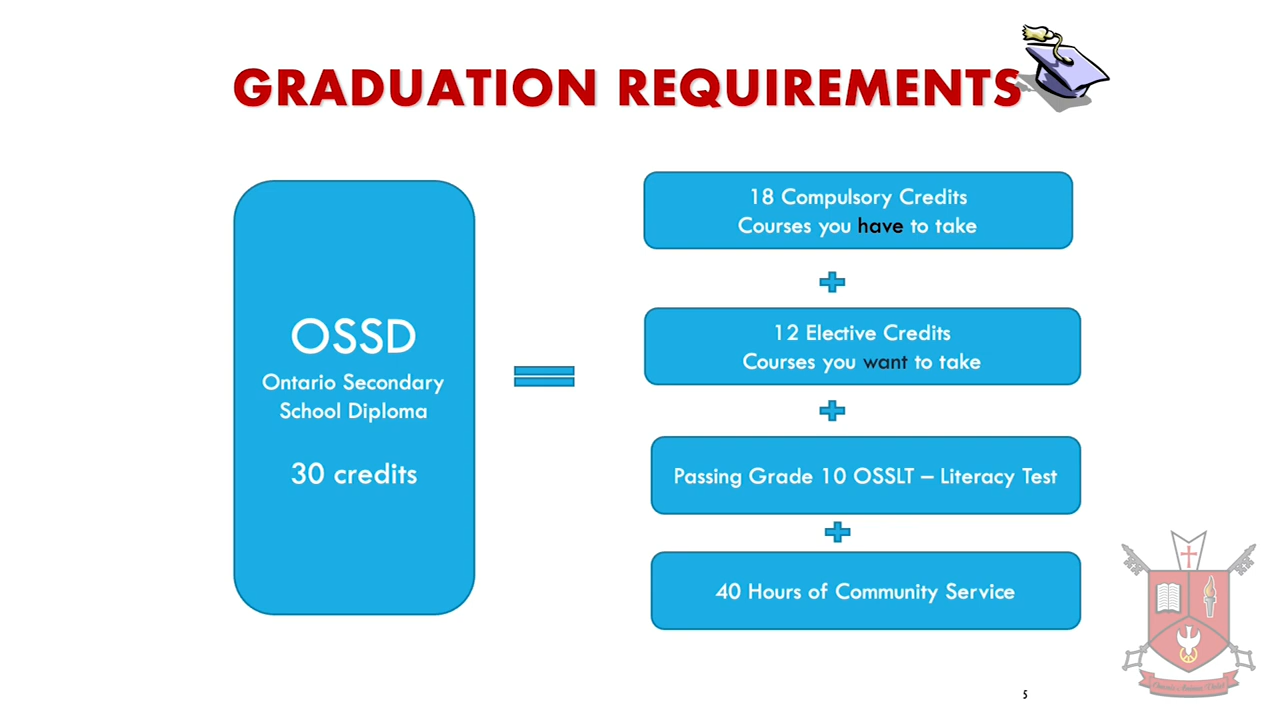 GRADUATION REQUIREMENTS
OSSD
Ontario Secondary
School Diploma
30 credits
18 Compulsory Credits
Courses you have to take
12 Elective Credits
Courses you want to take
Passing Grade 10 OSSLT – Literacy Test
40 Hours of Community Service
5